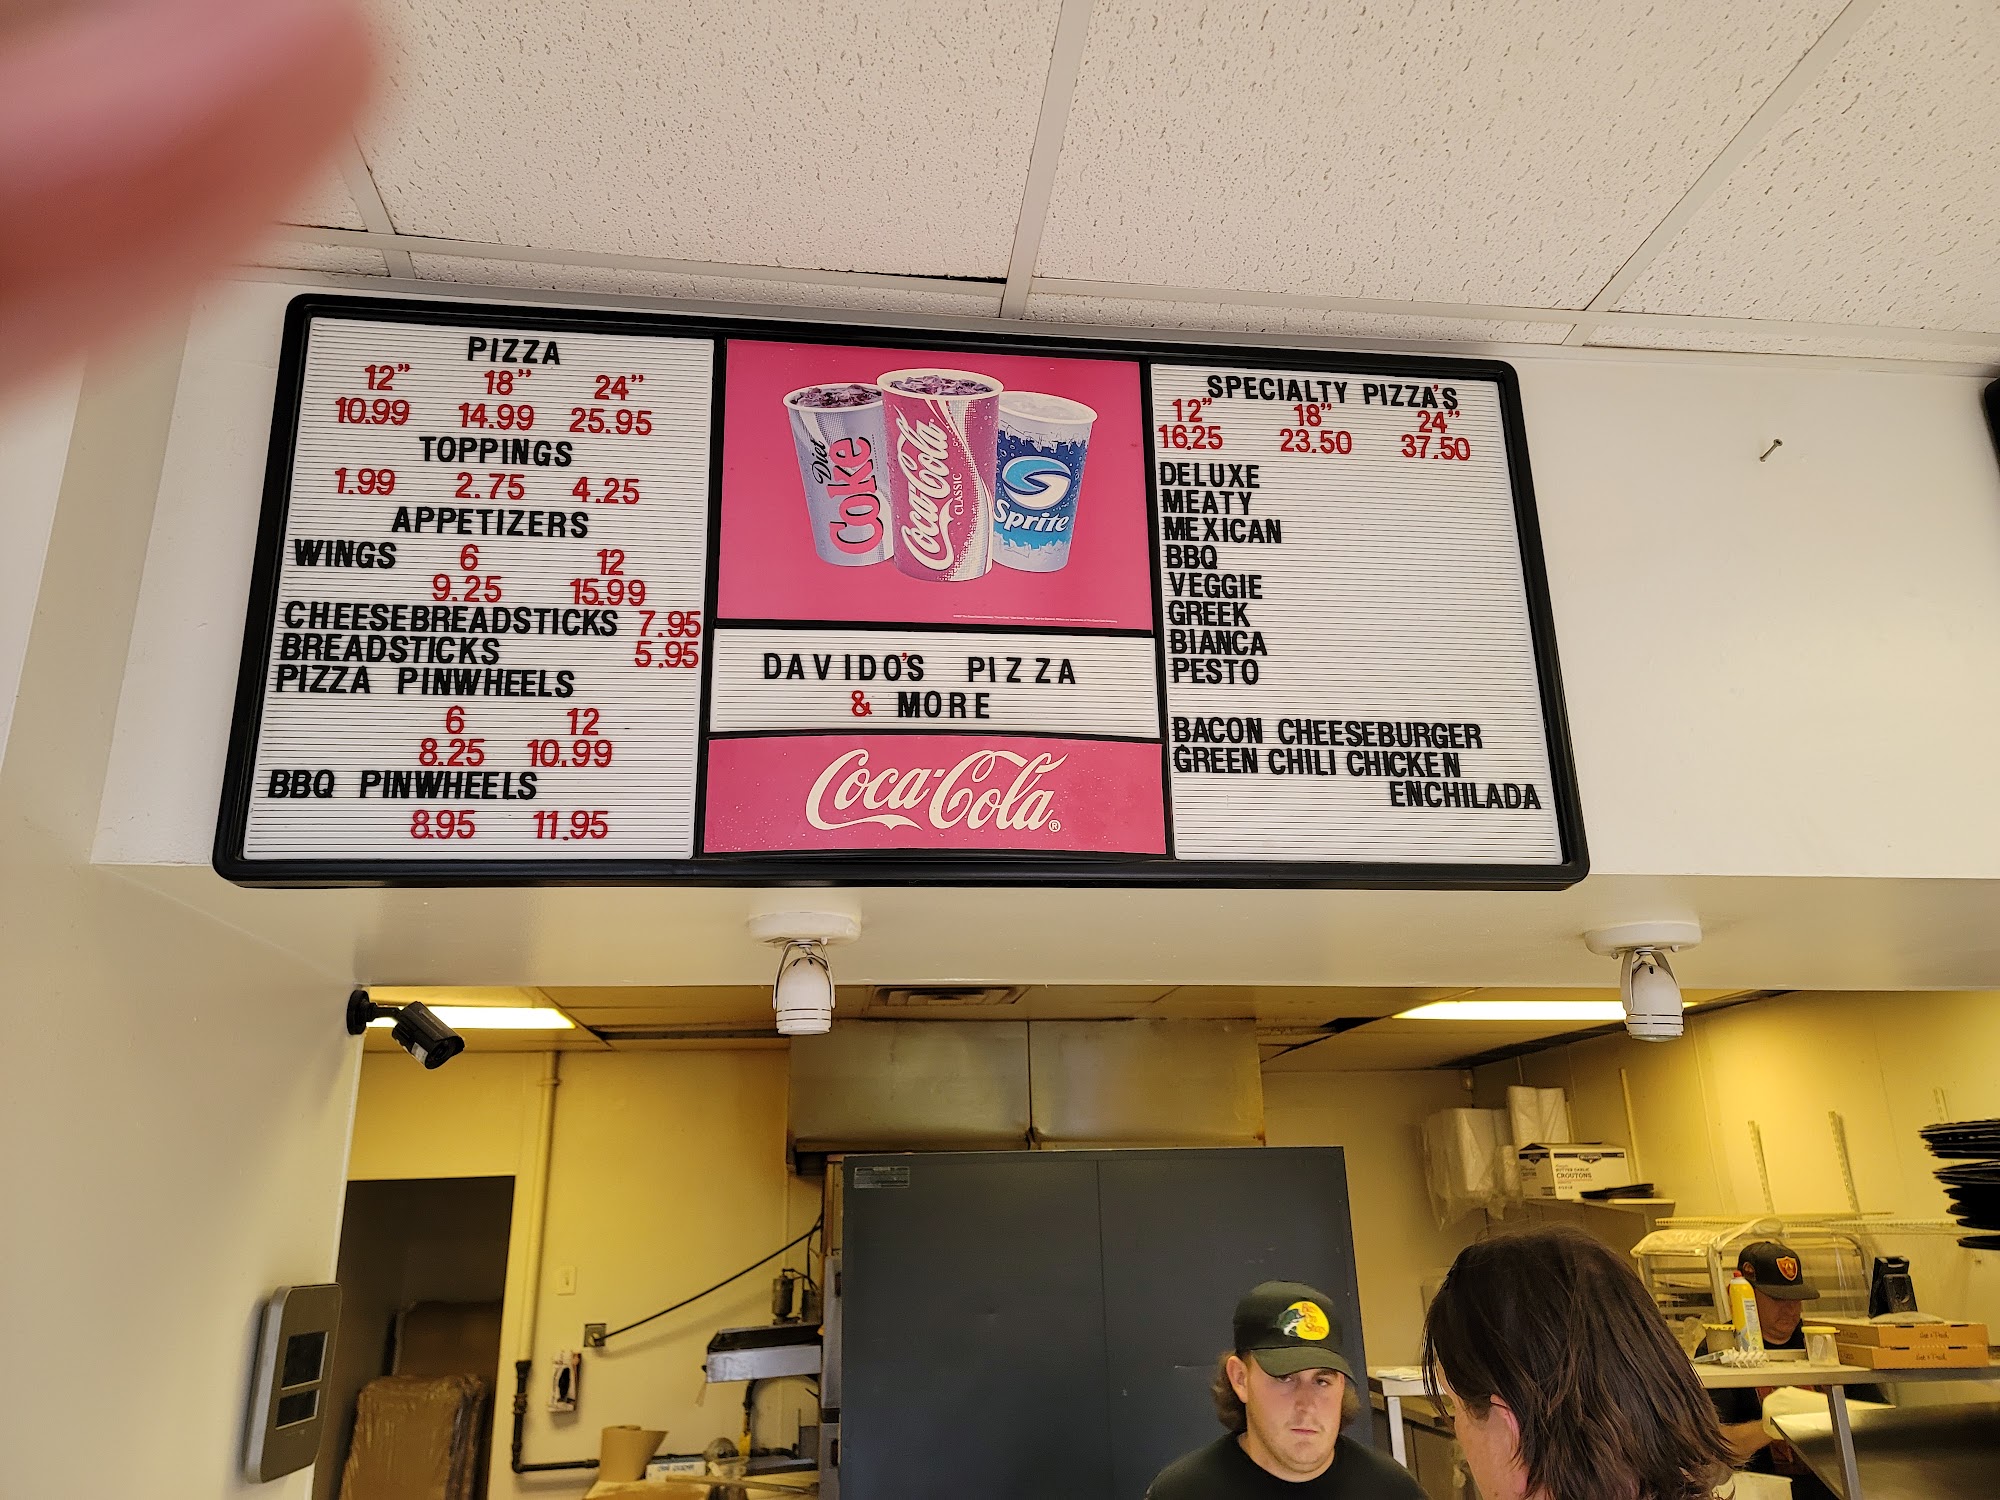 PIZZA
12" 18" 24"
10.99 14.99 25.95
TOPPINGS
1.99 2.75 4.25
APPETIZERS
WINGS 6 12
9.25 15.99
CHEESEBREADSTICKS 7.95
BREADSTICKS 5.95
PIZZA PINWHEELS
6 12
8.25 10.99
BBQ PINWHEELS
8.95 11.95
Diet Coke
Coca-Cola
CLASSIC
Sprite
DAVIDO'S PIZZA
& MORE
Coca-Cola®
SPECIALTY PIZZA'S
12" 18" 24"
16.25 23.50 37.50
DELUXE
MEATY
MEXICAN
BBQ
VEGGIE
GREEK
BIANCA
PESTO
BACON CHEESEBURGER
GREEN CHILI CHICKEN
ENCHILADA
CROUTONS